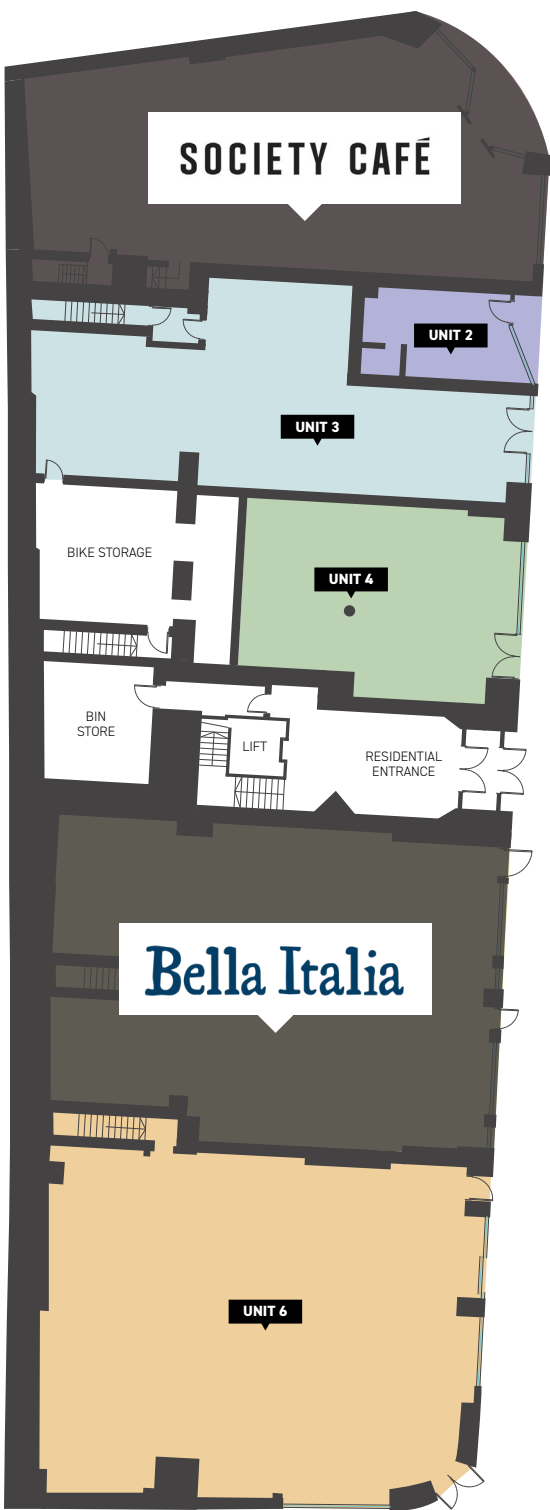 SOCIETY CAFÉ
UNIT 2
UNIT 3
BIKE STORAGE
UNIT 4
BIN
STORE
LIFT
RESIDENTIAL
ENTRANCE
Bella Italia
UNIT 6